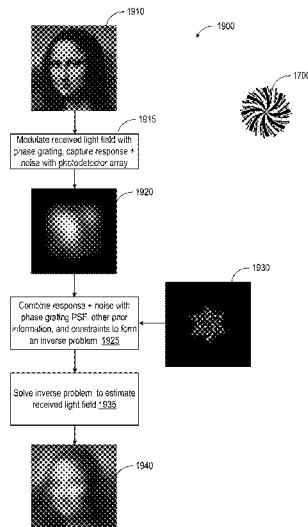 1910
1900
1700
1915
Modulate received light field with
phase grating, capture response +
noise with photodetector array
1920
1930
Combine response + noise with
phase grating PSF, other prior
information, and constraints to form
an inverse problem 1925
Solve inverse problem to estimate
received light field 1935
1940